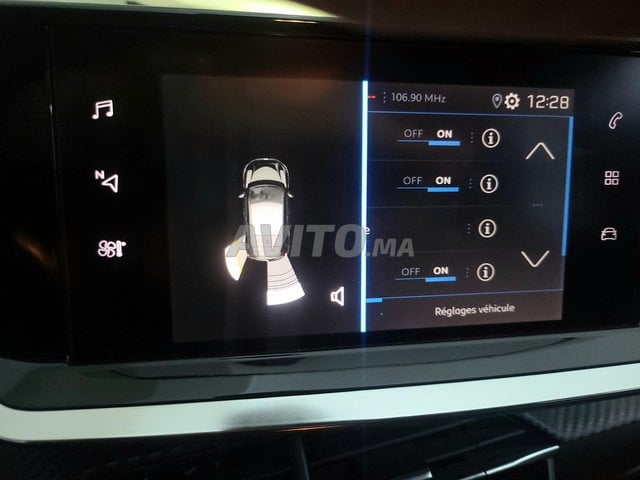 106.90 MHz
12:28
OFF ON
OFF ON
e
OFF ON
Réglages véhicule
N
AVITO.MA